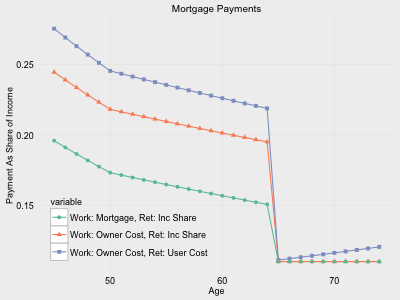 Mortgage Payments
Payment As Share of Income
0.25
0.20
0.15
variable
Work: Mortgage, Ret: Inc Share
Work: Owner Cost, Ret: Inc Share
Work: Owner Cost, Ret: User Cost
50 60 70
Age